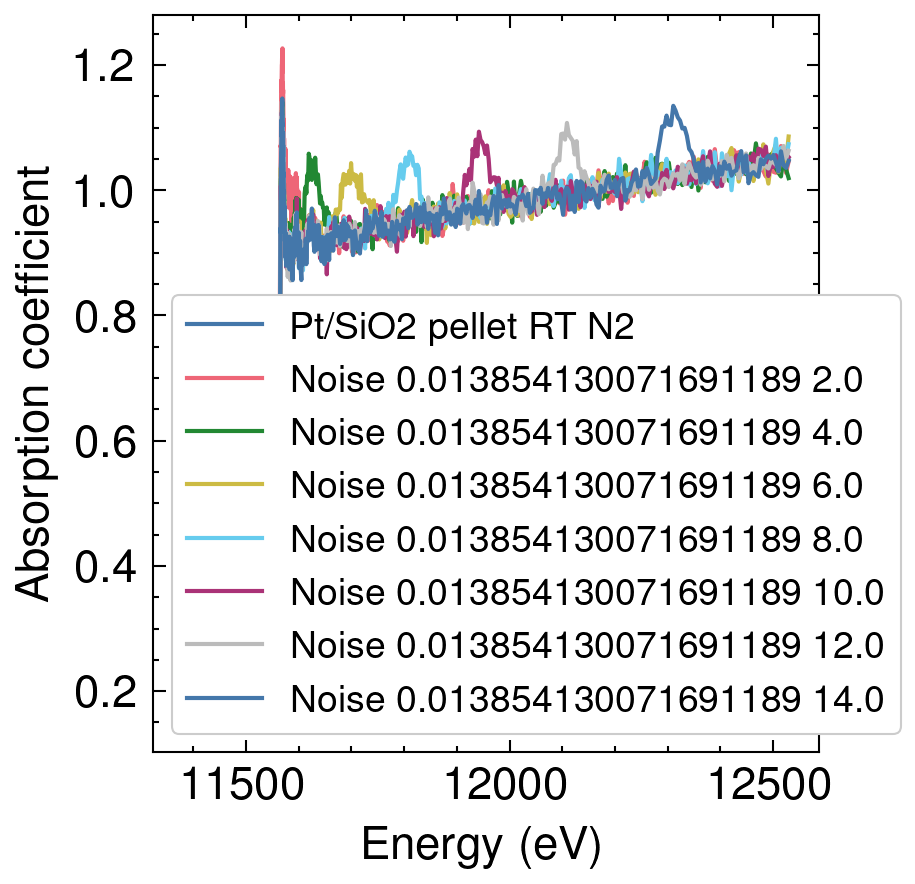 1.2
1.0
0.8
0.6
0.4
0.2
Absorption coefficient
Pt/SiO2 pellet RT N2
Noise 0.013854130071691189 2.0
Noise 0.013854130071691189 4.0
Noise 0.013854130071691189 6.0
Noise 0.013854130071691189 8.0
Noise 0.013854130071691189 10.0
Noise 0.013854130071691189 12.0
Noise 0.013854130071691189 14.0
11500 12000 12500
Energy (eV)